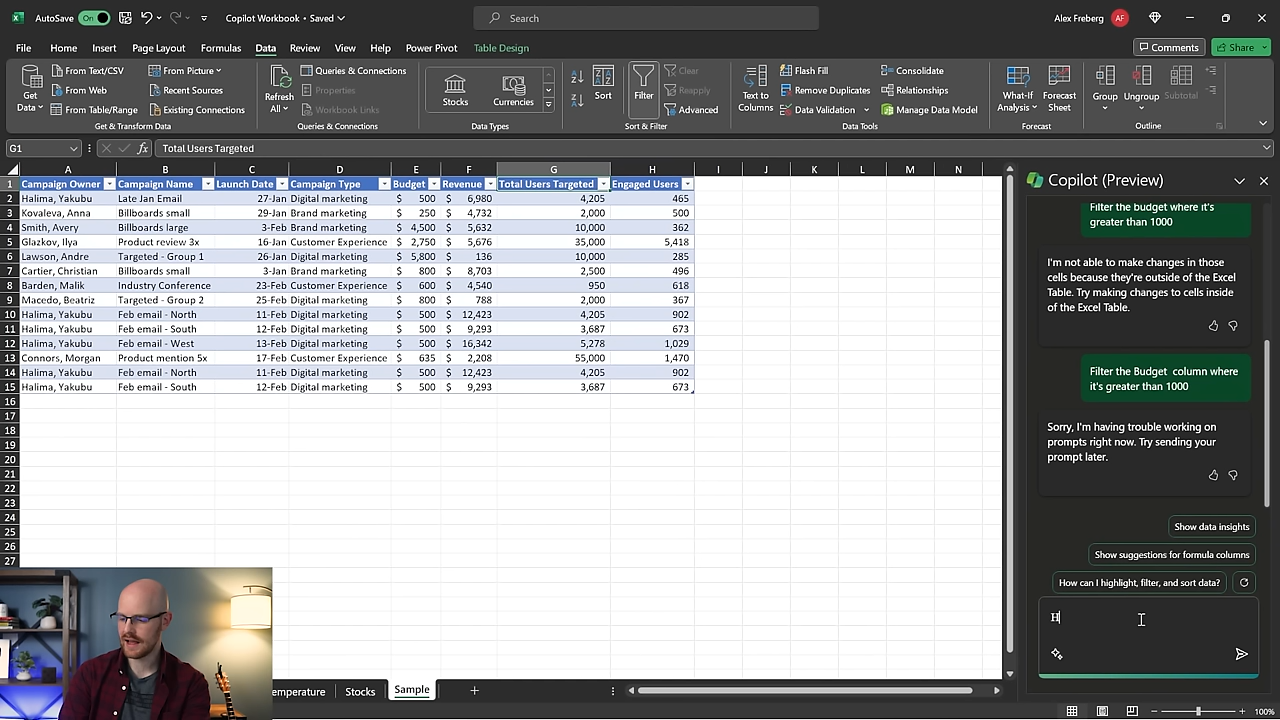 AutoSave On Copilot Workbook • Saved Search Alex Freberg AF
File Home Insert Page Layout Formulas Data Review View Help Power Pivot Table Design Comments Share
Get Data
From Text/CSV
From Web
From Table/Range
From Picture
Recent Sources
Existing Connections
Get & Transform Data
Refresh All
Queries & Connections
Properties
Workbook Links
Queries & Connections
Stocks
Currencies
Data Types
Sort
Filter
Clear
Reapply
Advanced
Sort & Filter
Text to Columns
Flash Fill
Remove Duplicates
Data Validation
Consolidate
Relationships
Manage Data Model
Data Tools
What-If Analysis
Forecast Sheet
Forecast
Group
Ungroup
Subtotal
Outline
G1 fx Total Users Targeted
A B C D E F G H I J K L M N
1 Campaign Owner Campaign Name Launch Date Campaign Type Budget Revenue Total Users Targeted Engaged Users
2 Halima, Yakubu Late Jan Email 27-Jan Digital marketing $ 500 $ 6,980 4,205 465
3 Kovaleva, Anna Billboards small 29-Jan Brand marketing $ 250 $ 4,732 2,000 500
4 Smith, Avery Billboards large 3-Feb Brand marketing $ 4,500 $ 5,632 10,000 362
5 Glazkov, Ilya Product review 3x 16-Jan Customer Experience $ 2,750 $ 5,676 35,000 5,418
6 Lawson, Andre Targeted - Group 1 26-Jan Digital marketing $ 5,800 $ 136 10,000 285
7 Cartier, Christian Billboards small 3-Jan Brand marketing $ 800 $ 8,703 2,500 496
8 Barden, Malik Industry Conference 23-Feb Customer Experience $ 600 $ 4,540 950 618
9 Macedo, Beatriz Targeted - Group 2 25-Feb Digital marketing $ 800 $ 788 2,000 367
10 Halima, Yakubu Feb email - North 11-Feb Digital marketing $ 500 $ 12,423 4,205 902
11 Halima, Yakubu Feb email - South 12-Feb Digital marketing $ 500 $ 9,293 3,687 673
12 Halima, Yakubu Feb email - West 13-Feb Digital marketing $ 500 $ 16,342 5,278 1,029
13 Connors, Morgan Product mention 5x 17-Feb Customer Experience $ 635 $ 2,208 55,000 1,470
14 Halima, Yakubu Feb email - North 11-Feb Digital marketing $ 500 $ 12,423 4,205 902
15 Halima, Yakubu Feb email - South 12-Feb Digital marketing $ 500 $ 9,293 3,687 673
16
17
18
19
20
21
22
23
24
25
26
27
Copilot (Preview)
Filter the Budget where it's
greater than 1000
I'm not able to make changes in those
cells because they're outside of the Excel
Table. Try making changes to cells inside
of the Excel Table.
Filter the Budget column where
it's greater than 1000
Sorry, I'm having trouble working on
prompts right now. Try sending your
prompt later.
Show data insights
Show suggestions for formula columns
How can I highlight, filter, and sort data?
H
emperature Stocks Sample
100%